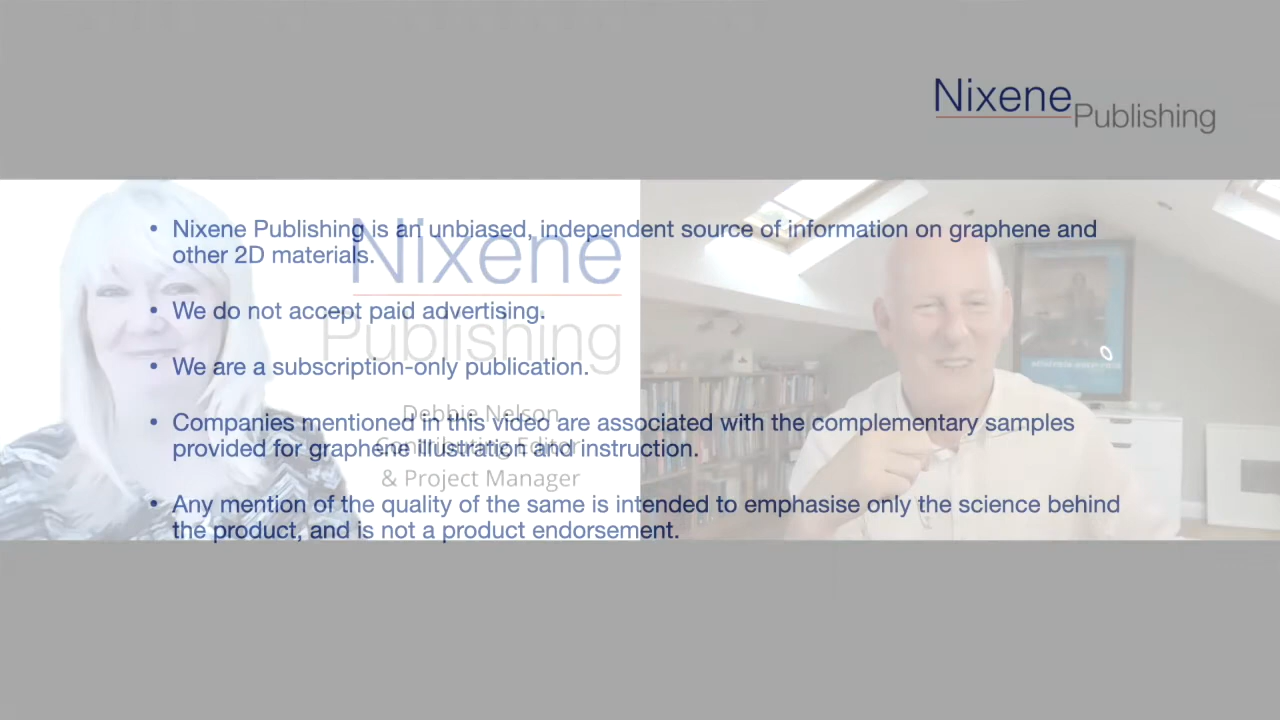 Nixene
Publishing
• Nixene Publishing is an unbiased, independent source of information on graphene and
other 2D materials.
Nixene
• We do not accept paid advertising.
Publishing
• We are a subscription-only publication.
Debbie Nelson
• Companies mentioned in this video are associated with the complementary samples
Contributing Editor
provided for graphene illustration and instruction.
& Project Manager
• Any mention of the quality of the same is intended to emphasise only the science behind
the product, and is not a product endorsement.